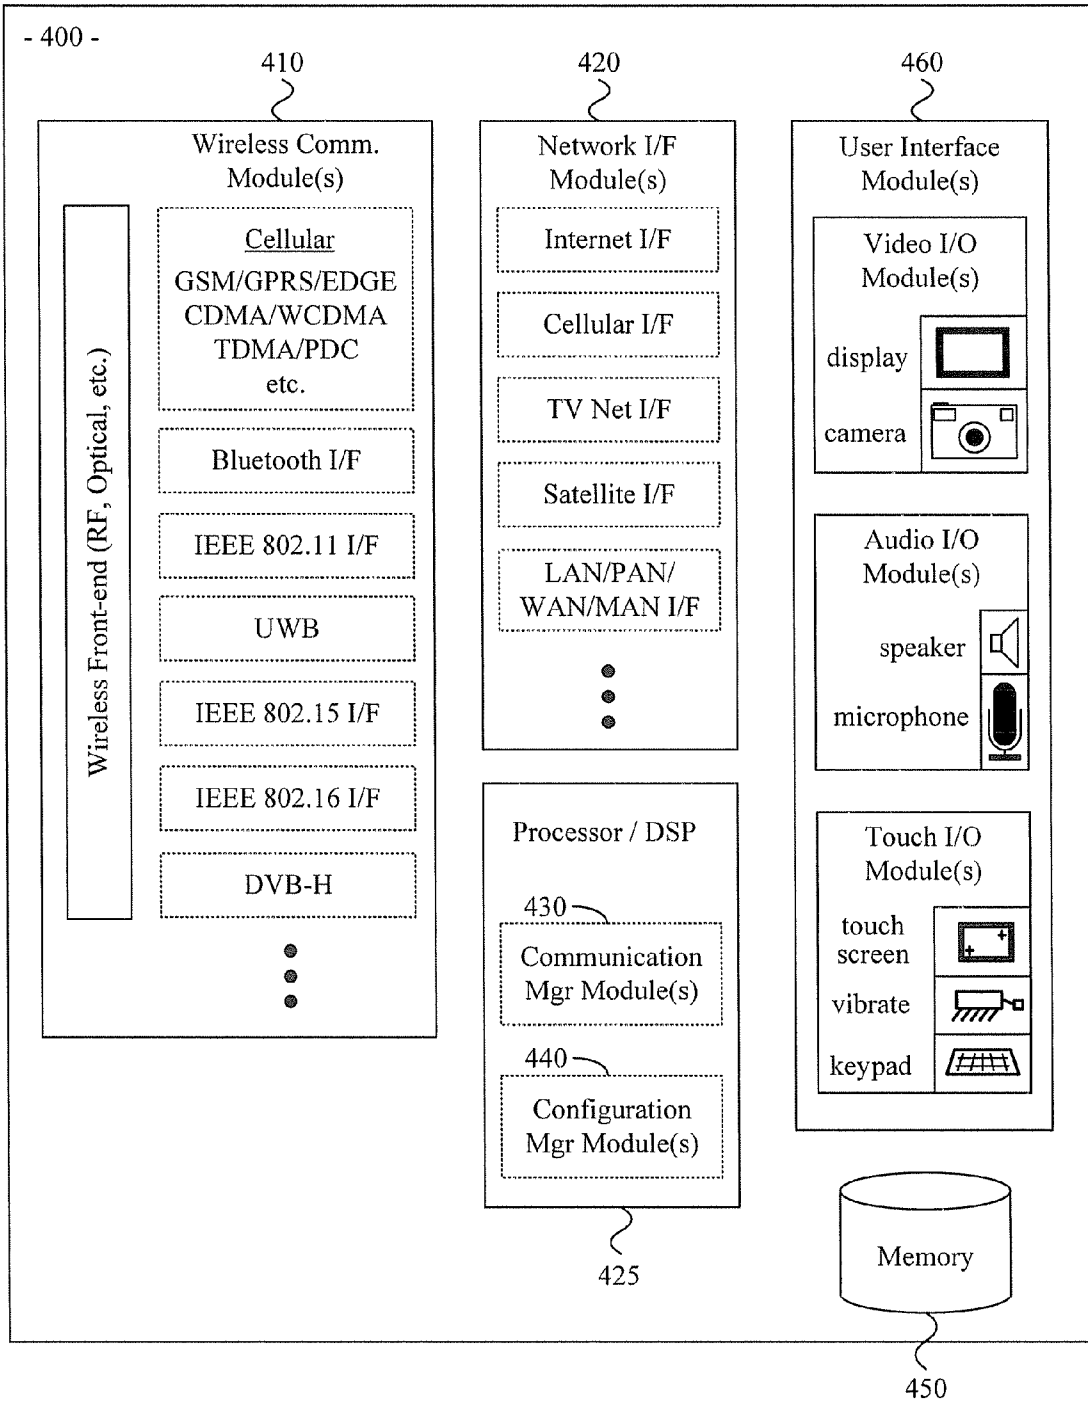 - 400 -
410
Wireless Comm.
Module(s)
Wireless Front-end (RF, Optical, etc.)
Cellular
GSM/GPRS/EDGE
CDMA/WCDMA
TDMA/PDC
etc.
Bluetooth I/F
IEEE 802.11 I/F
UWB
IEEE 802.15 I/F
IEEE 802.16 I/F
DVB-H
420
Network I/F
Module(s)
Internet I/F
Cellular I/F
TV Net I/F
Satellite I/F
LAN/PAN/
WAN/MAN I/F
Processor / DSP
430
Communication
Mgr Module(s)
440
Configuration
Mgr Module(s)
425
460
User Interface
Module(s)
Video I/O
Module(s)
display
camera
Audio I/O
Module(s)
speaker
microphone
Touch I/O
Module(s)
touch
screen
vibrate
keypad
Memory
450